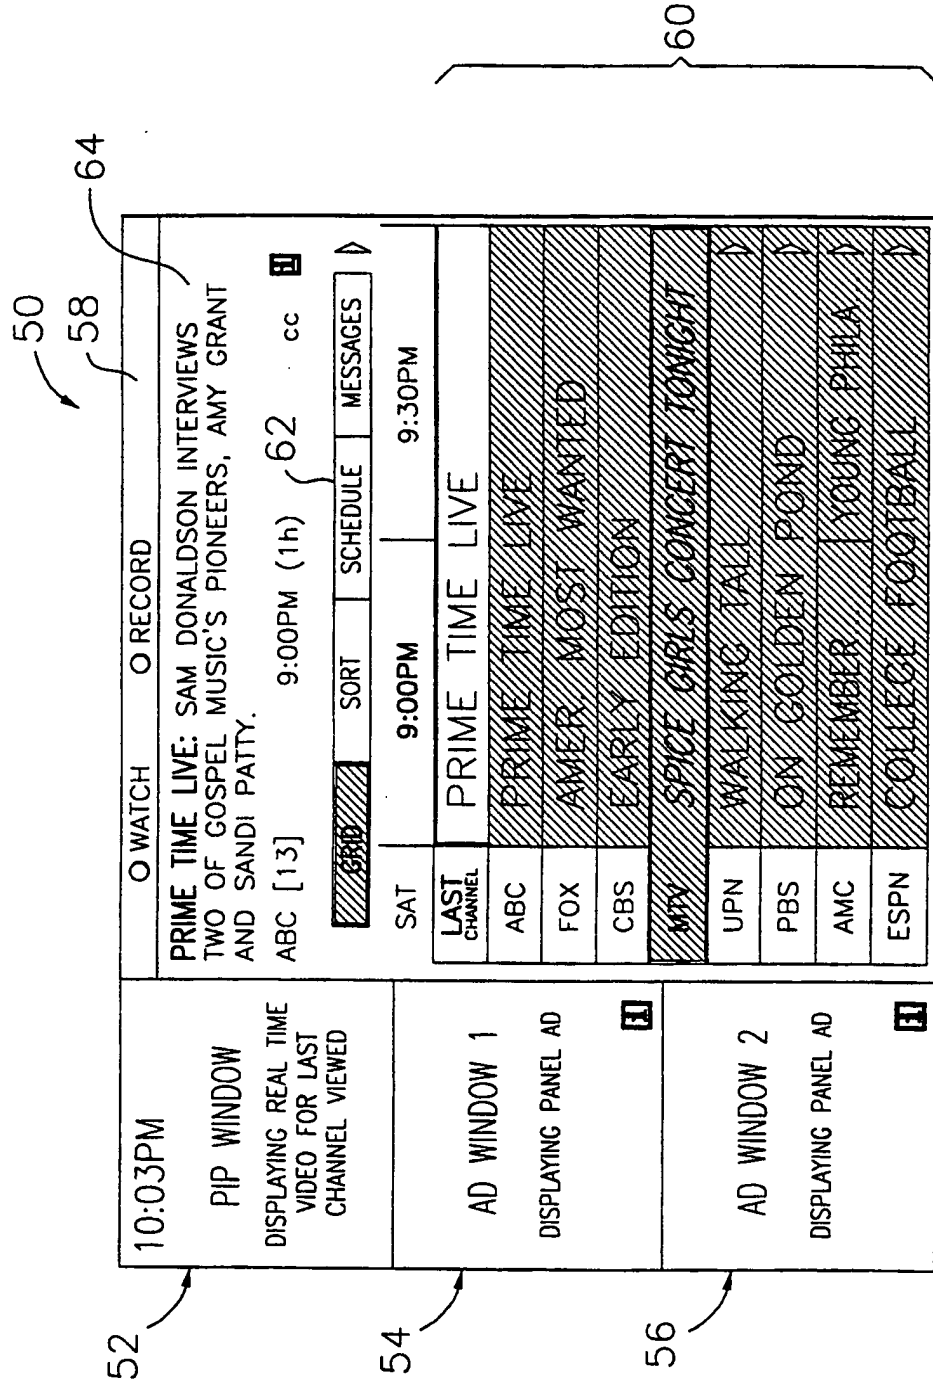 50
58
64
52
10:03PM
PIP WINDOW
DISPLAYING REAL TIME
VIDEO FOR LAST
CHANNEL VIEWED
54
AD WINDOW 1
DISPLAYING PANEL AD
i
56
AD WINDOW 2
DISPLAYING PANEL AD
i
O WATCH O RECORD
PRIME TIME LIVE: SAM DONALDSON INTERVIEWS
TWO OF GOSPEL MUSIC'S PIONEERS, AMY GRANT
AND SANDI PATTY.
ABC [13] 9:00PM (1h) cc i
62
GRID SORT SCHEDULE MESSAGES
SAT 9:00PM 9:30PM
LAST CHANNEL PRIME TIME LIVE
ABC PRIME TIME LIVE
FOX AMER. MOST WANTED
CBS EARLY EDITION
MTV SPICE GIRLS CONCERT TONIGHT
UPN WALKING TALL
PBS ON GOLDEN POND
AMC REMEMBER... YOUNG PHILA...
ESPN COLLEGE FOOTBALL
60